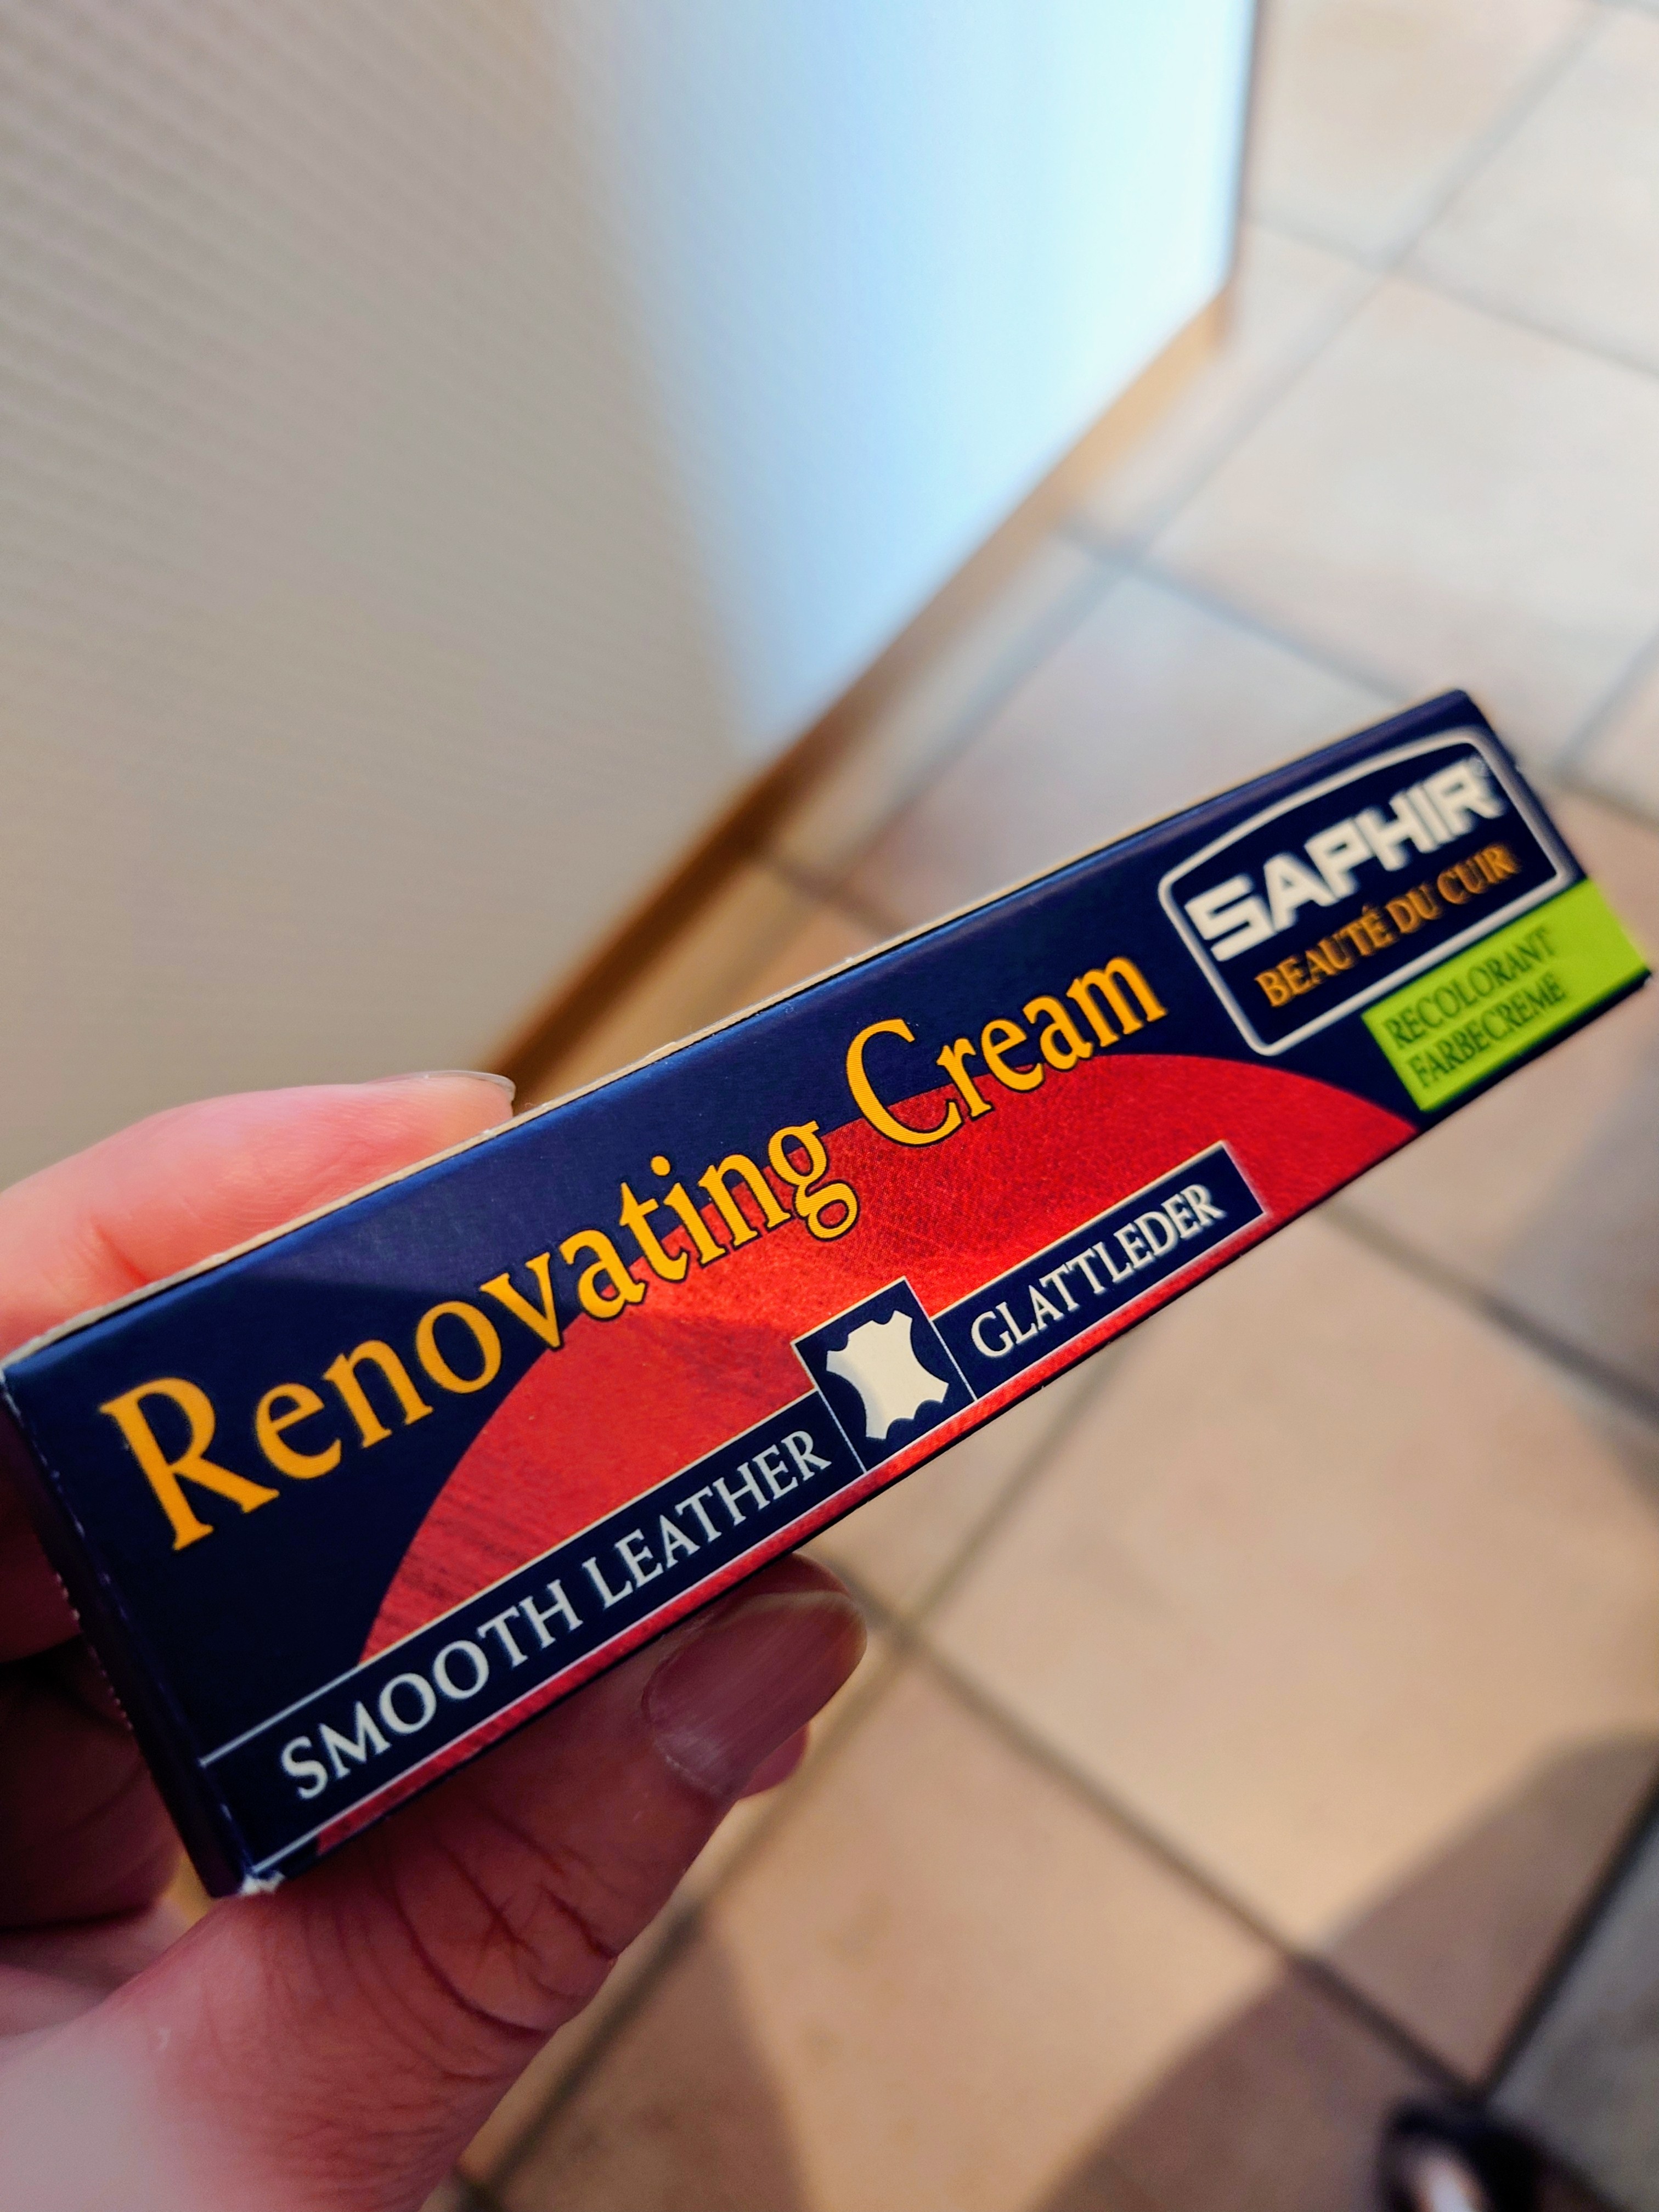 SAPHIR
BEAUTÉ DU CUIR
RECOLORANT
FARBECREME
Renovating Cream
SMOOTH LEATHER
GLATTLEDER